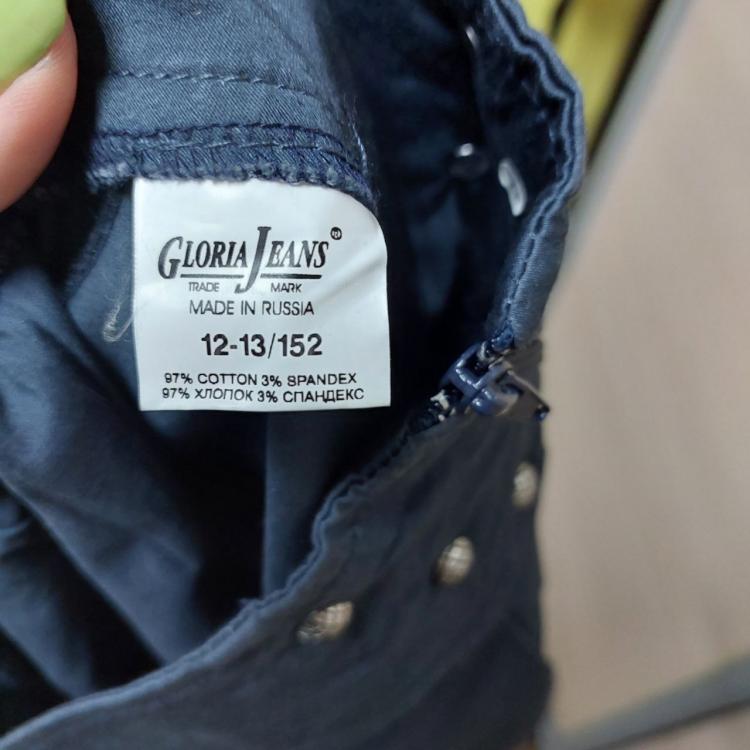 GLORIA JEANS
TRADE MARK
MADE IN RUSSIA
12-13/152
97% COTTON 3% SPANDEX
97% ХЛОПОК 3% СПАНДЕКС